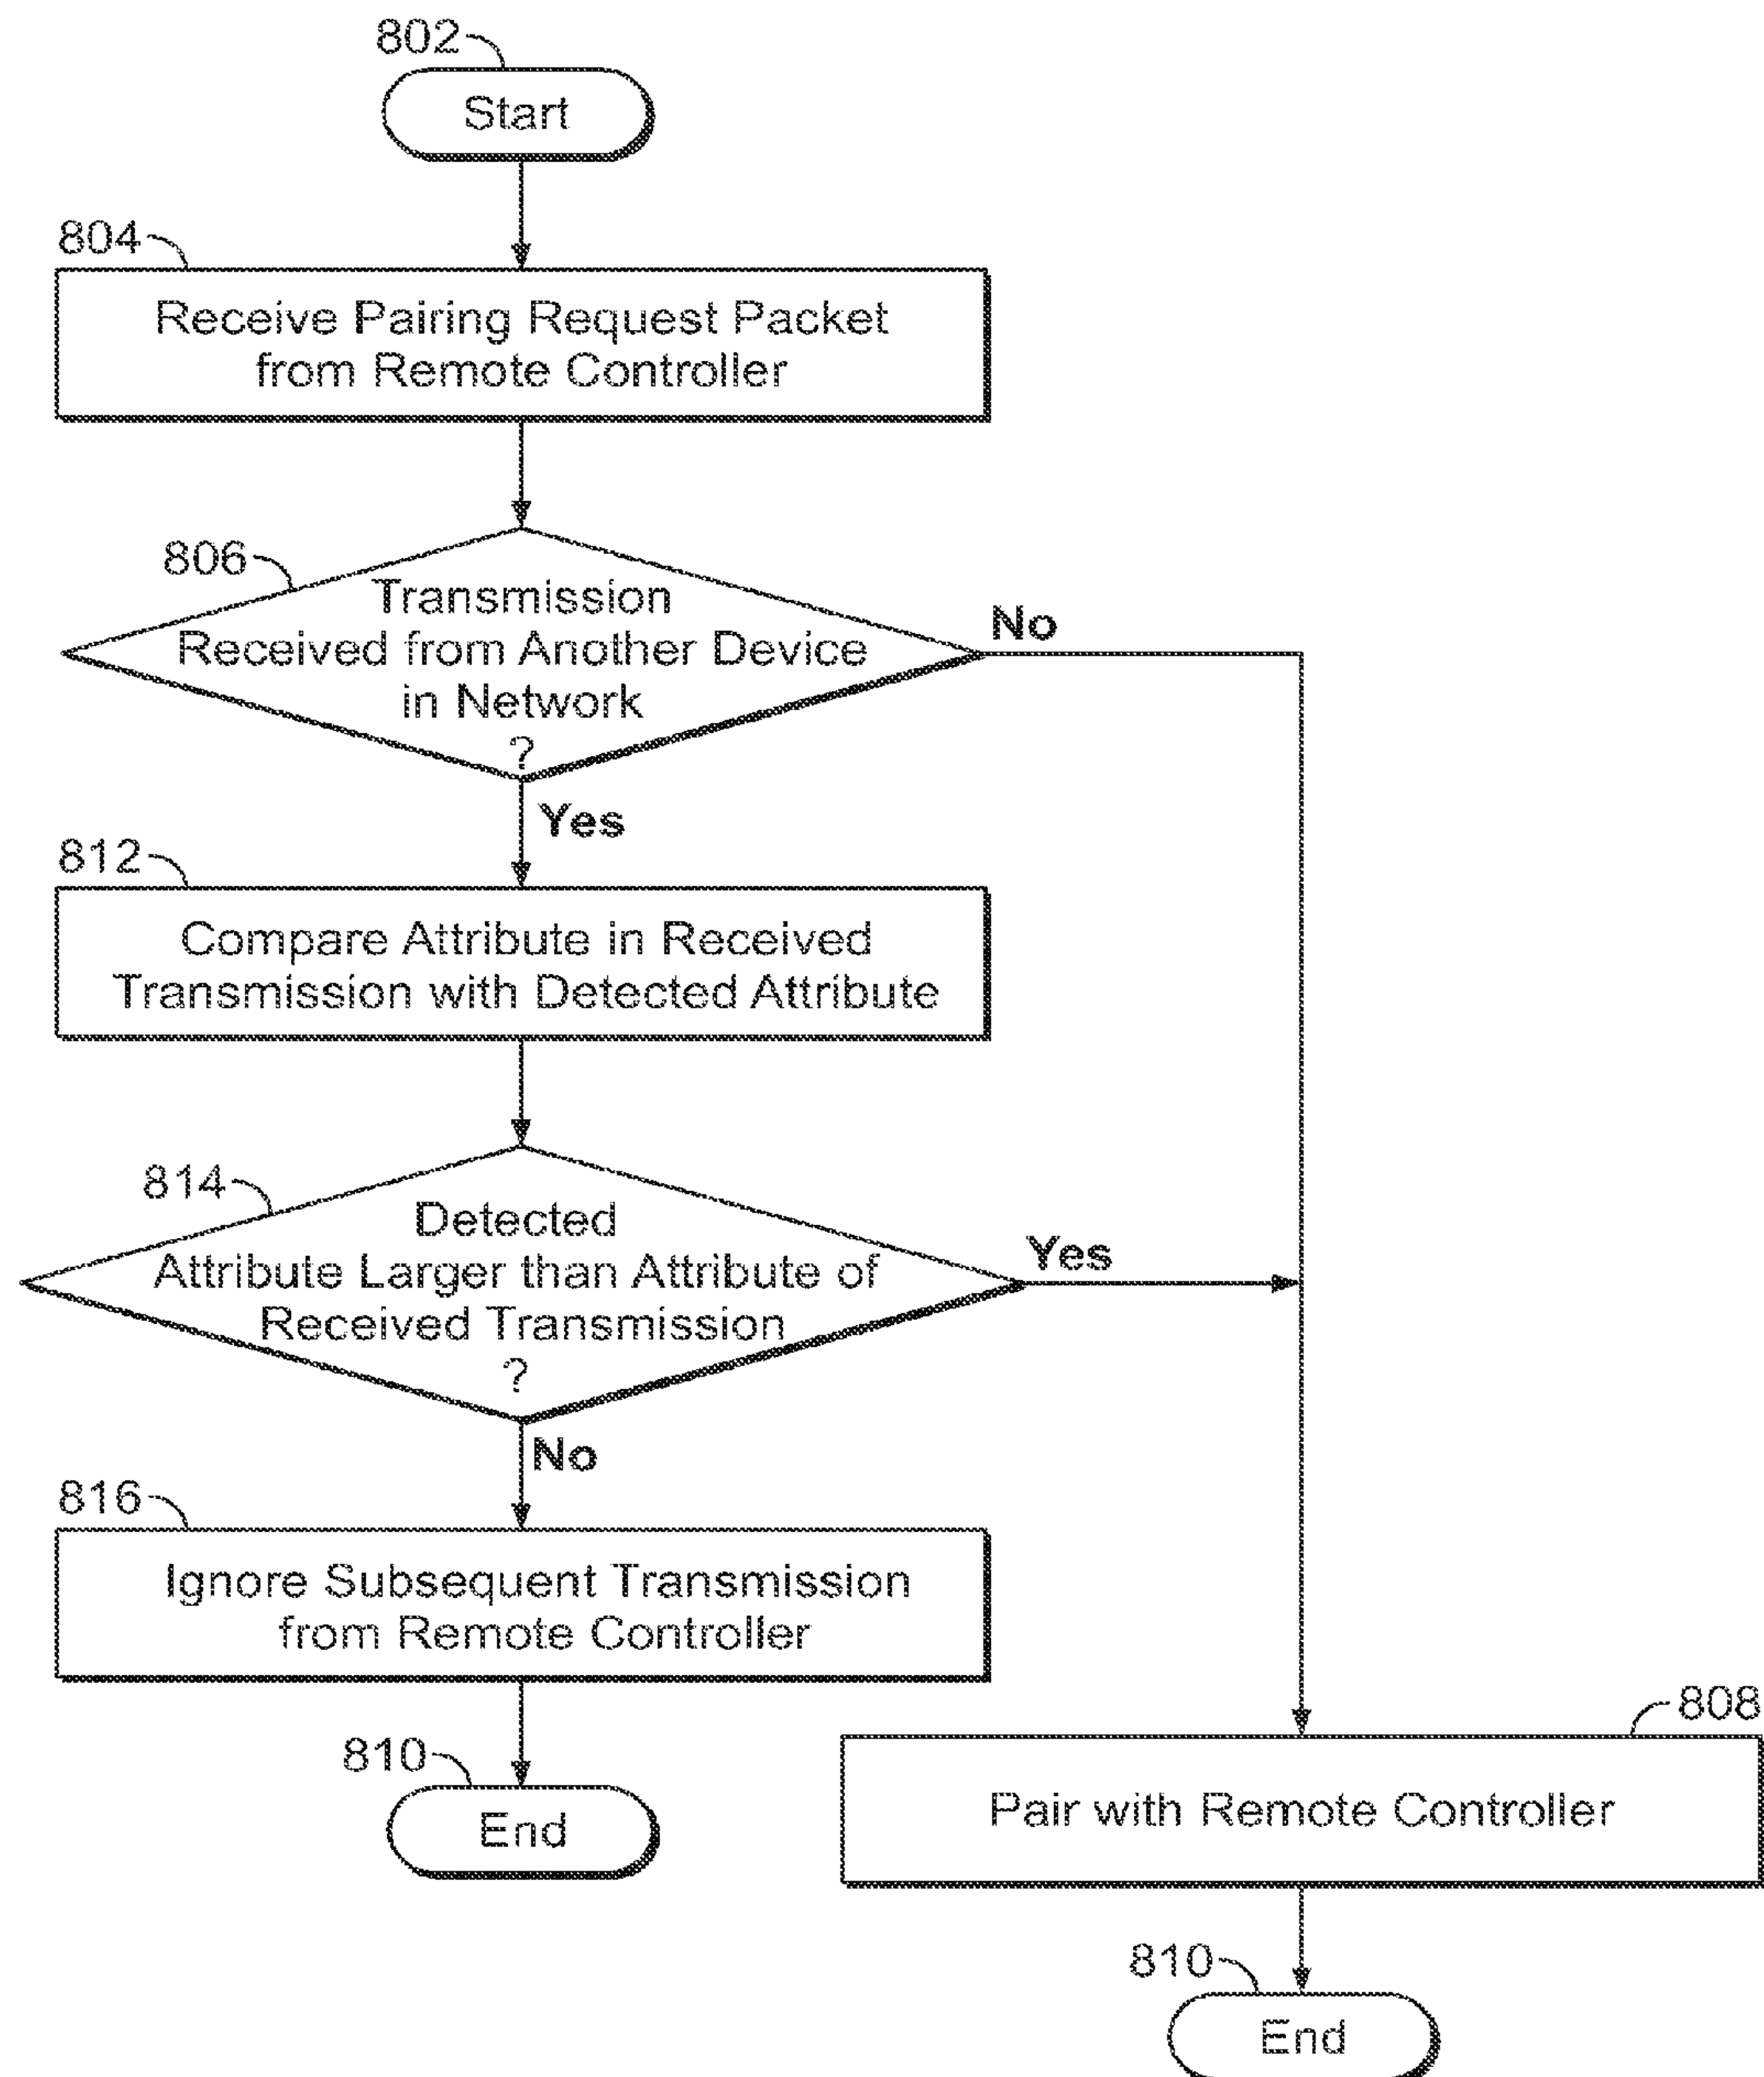 802
Start
804
Receive Pairing Request Packet
from Remote Controller
806
Transmission
Received from Another Device
in Network
?
No
Yes
812
Compare Attribute in Received
Transmission with Detected Attribute
814
Detected
Attribute Larger than Attribute of
Received Transmission
?
Yes
No
816
Ignore Subsequent Transmission
from Remote Controller
810
End
808
Pair with Remote Controller
810
End